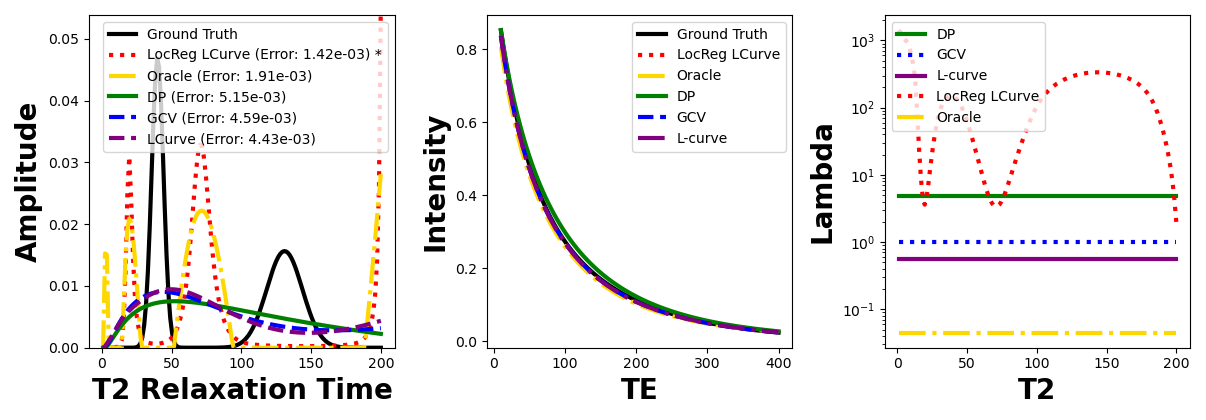 Amplitude
0.05
0.04
0.03
0.02
0.01
0.00
Ground Truth
LocReg LCurve (Error: 1.42e-03) *
Oracle (Error: 1.91e-03)
DP (Error: 5.15e-03)
GCV (Error: 4.59e-03)
LCurve (Error: 4.43e-03)
0 50 100 150 200
T2 Relaxation Time
Intensity
0.8
0.6
0.4
0.2
0.0
Ground Truth
LocReg LCurve
Oracle
DP
GCV
L-curve
0 100 200 300 400
TE
Lambda
10³
10²
10¹
10⁰
10⁻¹
DP
GCV
L-curve
LocReg LCurve
Oracle
0 50 100 150 200
T2